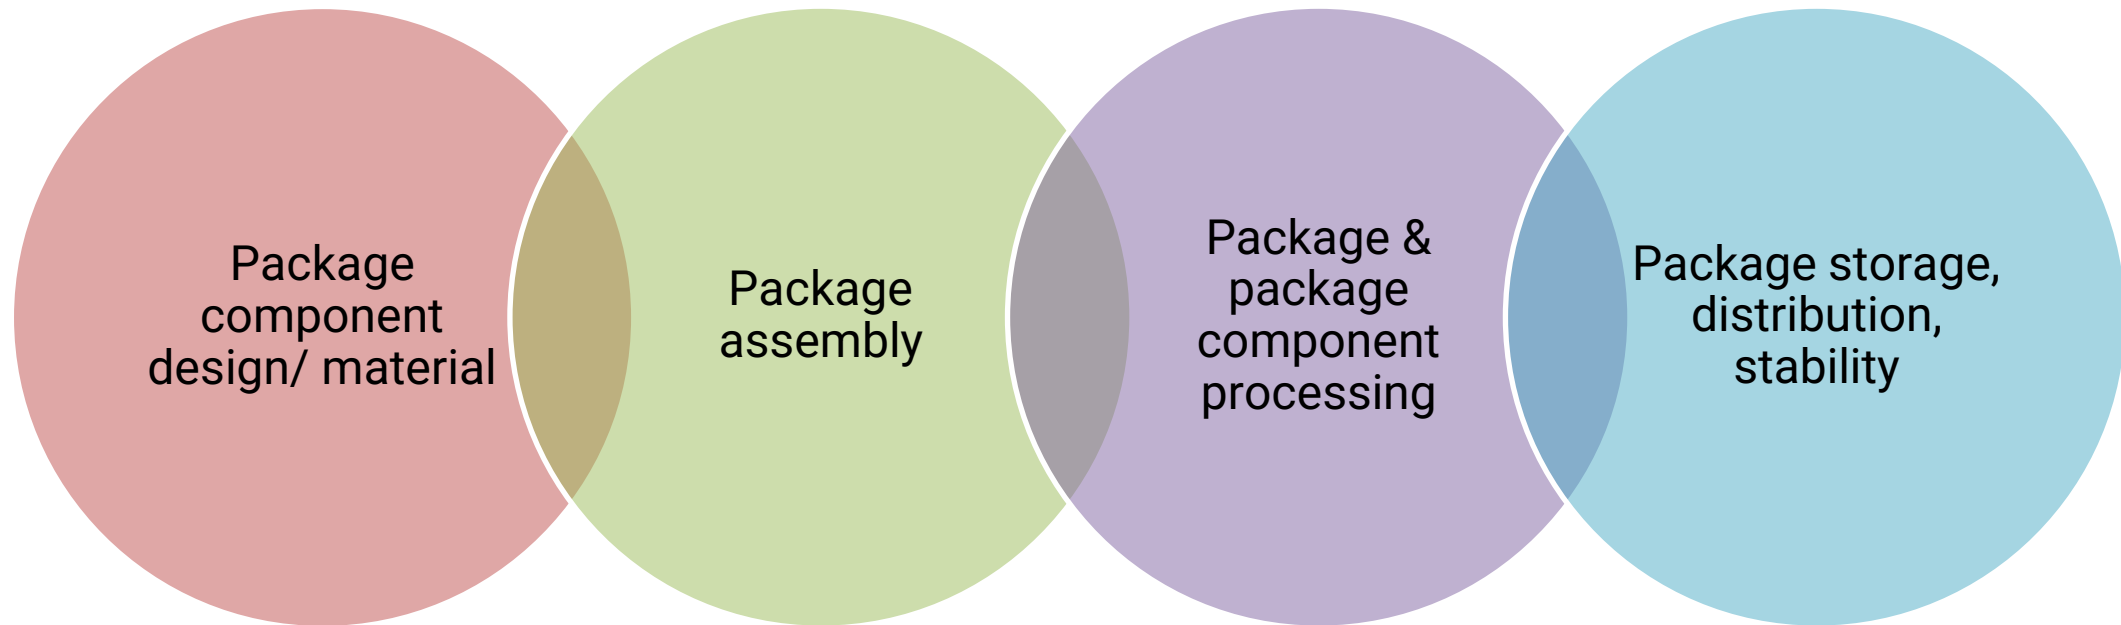 Package
component
design/ material
Package
assembly
Package &
package
component
processing
Package storage,
distribution,
stability